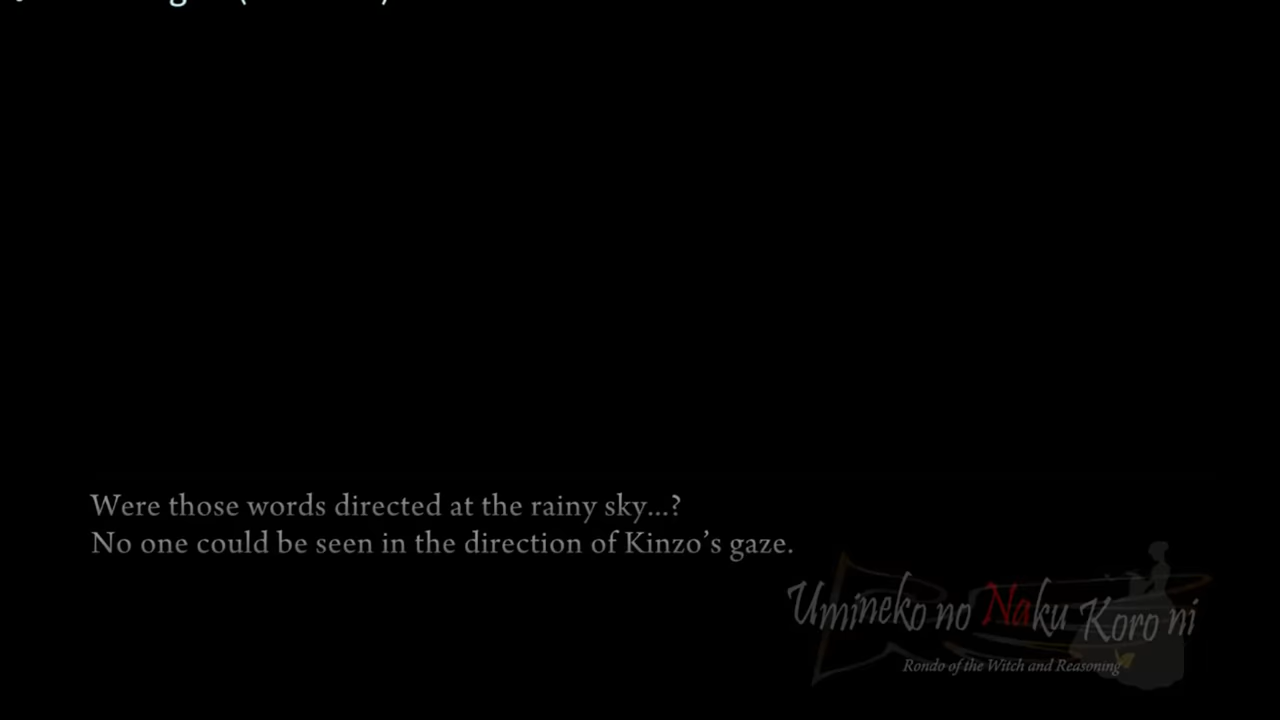 Were those words directed at the rainy sky...?
No one could be seen in the direction of Kinzo's gaze.
Umineko no Naku Koro ni
Rondo of the Witch and Reasoning